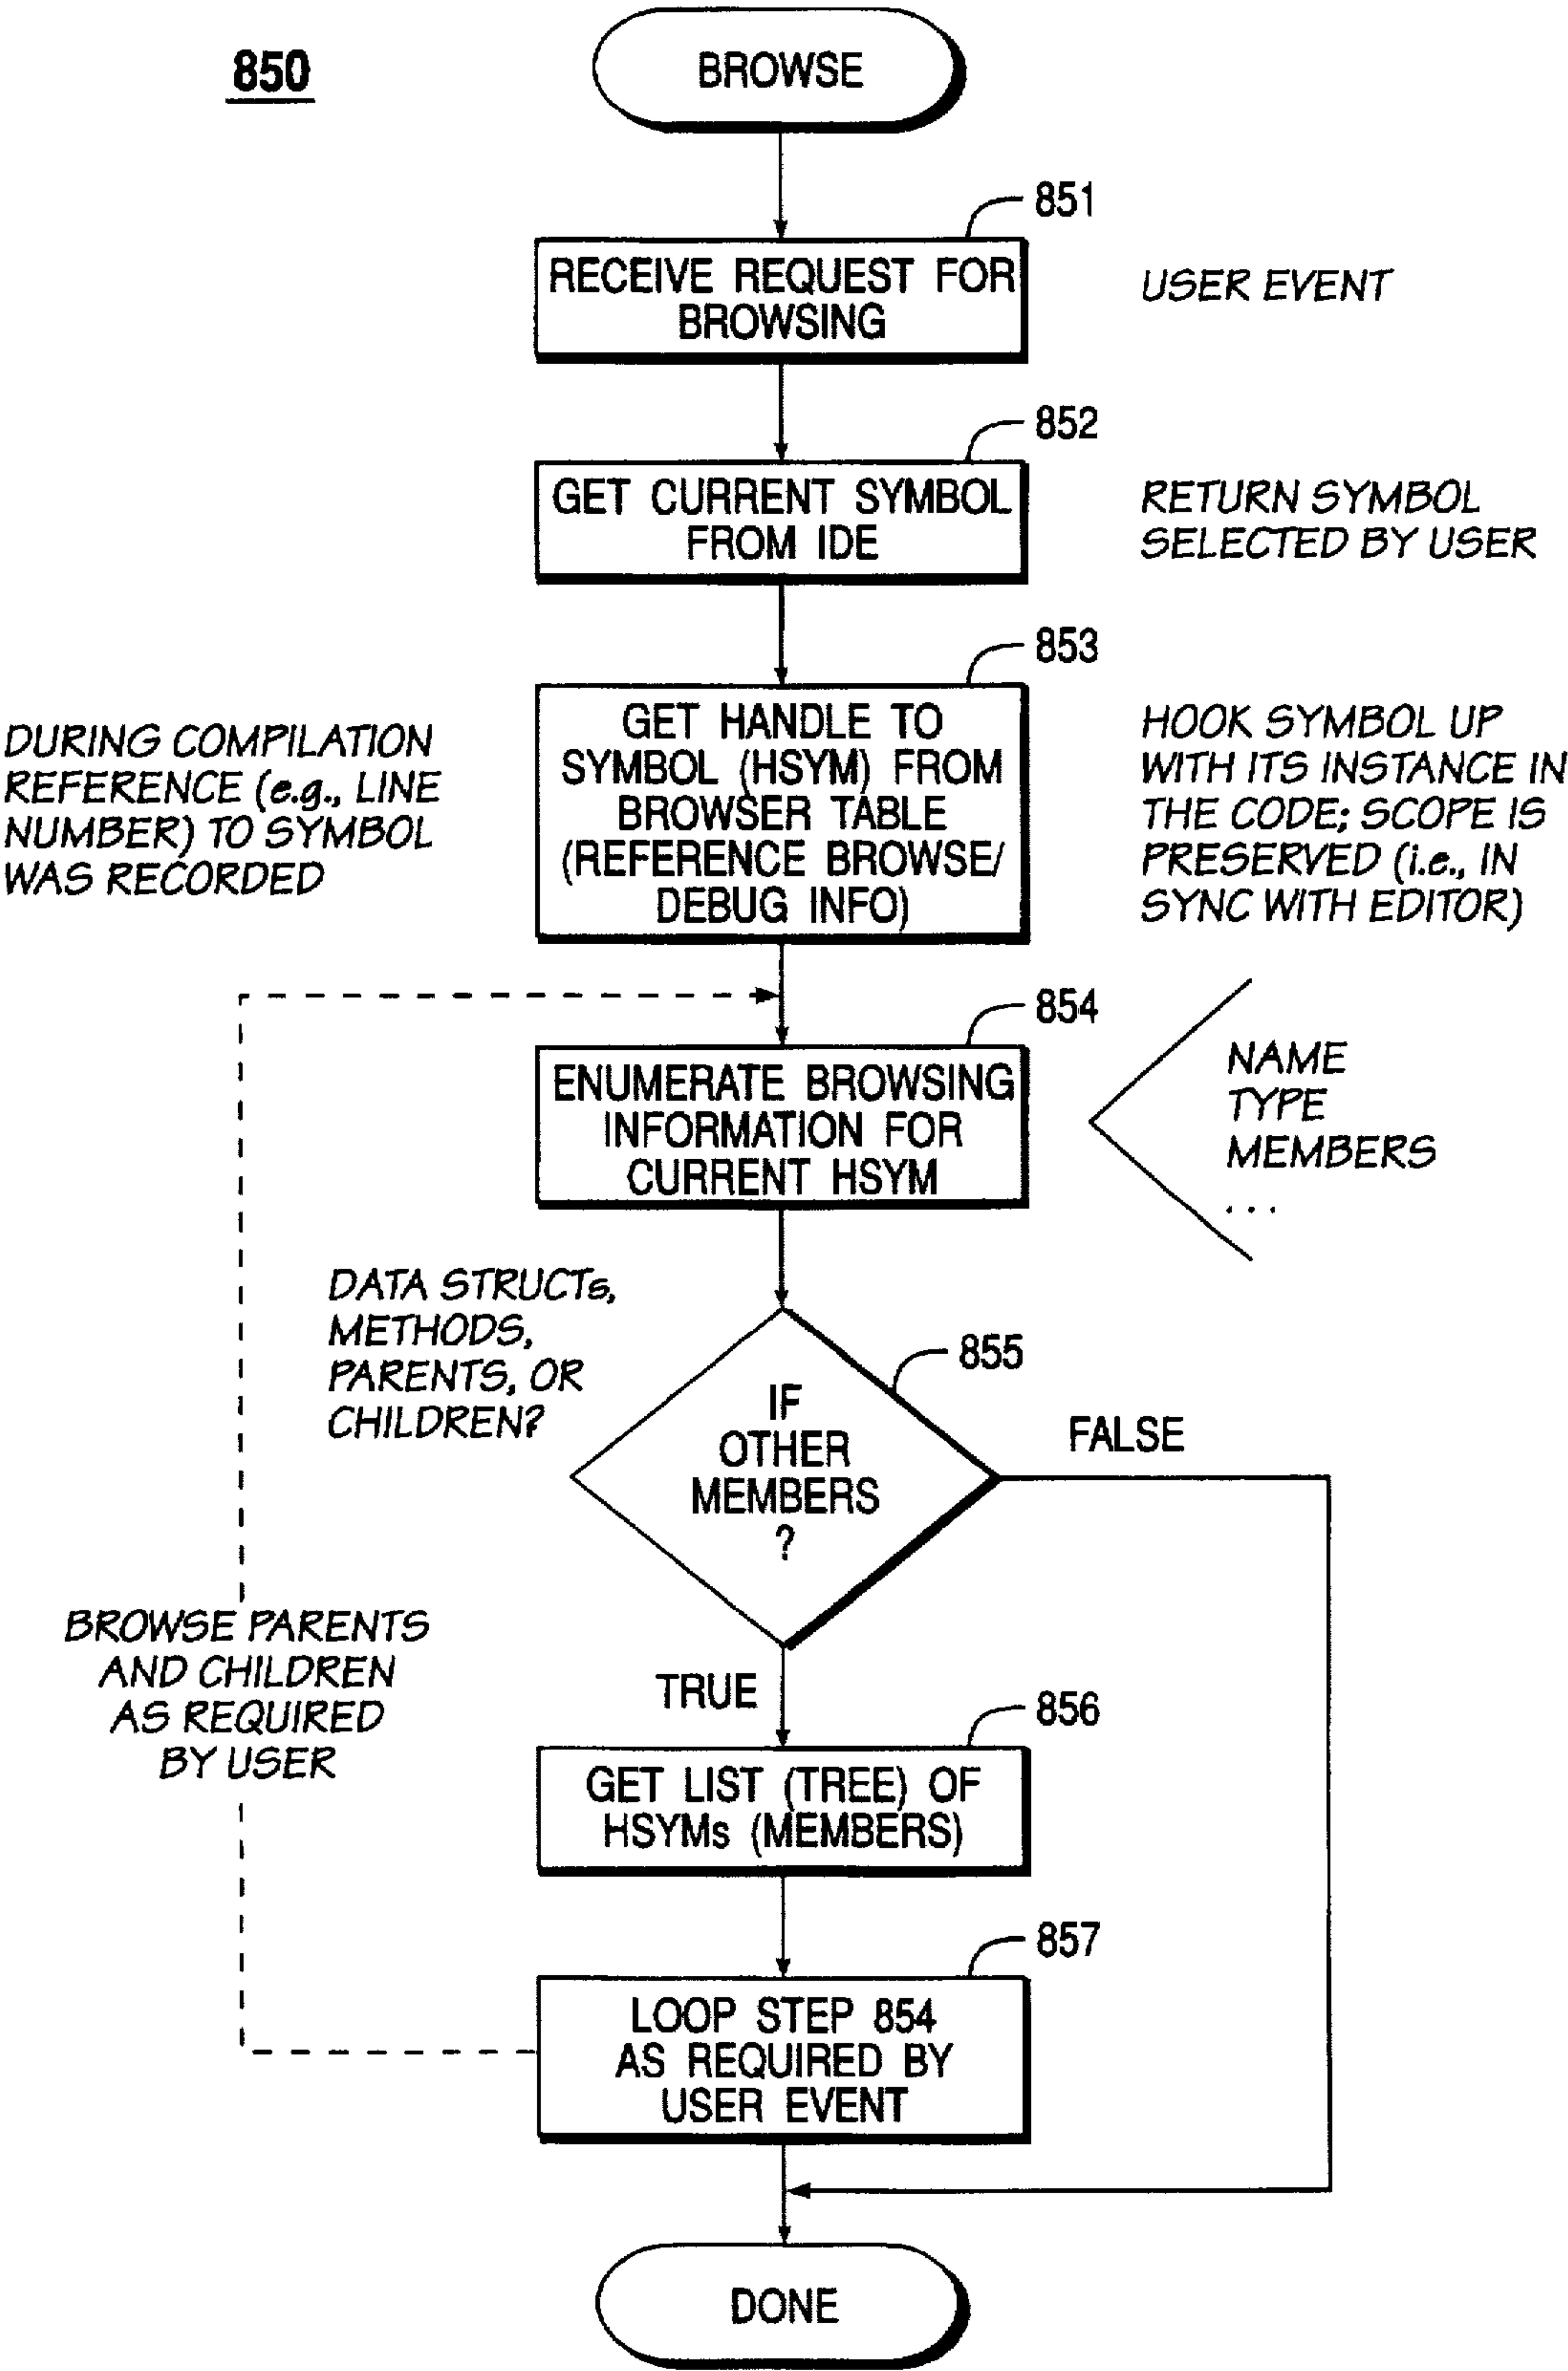 850
BROWSE
851
RECEIVE REQUEST FOR
BROWSING
USER EVENT
852
GET CURRENT SYMBOL
FROM IDE
RETURN SYMBOL
SELECTED BY USER
853
DURING COMPILATION
REFERENCE (e.g., LINE
NUMBER) TO SYMBOL
WAS RECORDED
GET HANDLE TO
SYMBOL (HSYM) FROM
BROWSER TABLE
(REFERENCE BROWSE/
DEBUG INFO)
HOOK SYMBOL UP
WITH ITS INSTANCE IN
THE CODE; SCOPE IS
PRESERVED (i.e., IN
SYNC WITH EDITOR)
854
ENUMERATE BROWSING
INFORMATION FOR
CURRENT HSYM
NAME
TYPE
MEMBERS
...
DATA STRUCTs,
METHODS,
PARENTS, OR
CHILDREN?
855
IF
OTHER
MEMBERS
?
FALSE
BROWSE PARENTS
AND CHILDREN
AS REQUIRED
BY USER
TRUE
856
GET LIST (TREE) OF
HSYMs (MEMBERS)
857
LOOP STEP 854
AS REQUIRED BY
USER EVENT
DONE